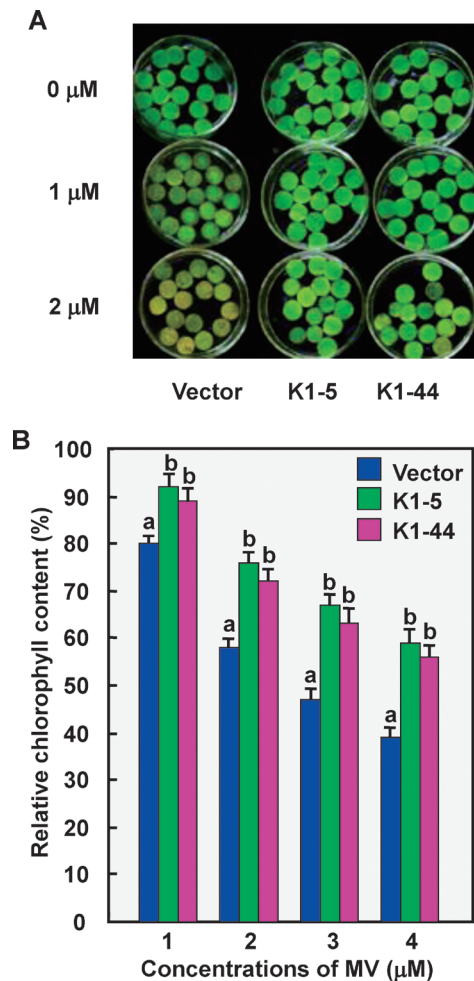 A
0 μM
1 μM
2 μM
Vector K1-5 K1-44
B
Relative chlorophyll content (%)
100
90
80
70
60
50
40
30
20
10
0
Vector
K1-5
K1-44
a b b
a b b
a b b
a b b
1 2 3 4
Concentrations of MV (μM)